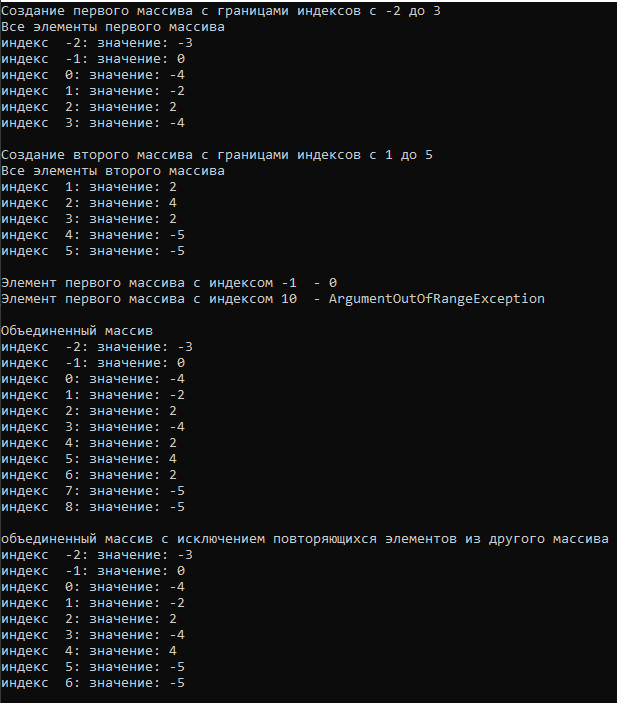 Создание первого массива с границами индексов с -2 до 3
Все элементы первого массива
индекс  -2: значение: -3
индекс  -1: значение: 0
индекс  0: значение: -4
индекс  1: значение: -2
индекс  2: значение: 2
индекс  3: значение: -4

Создание второго массива с границами индексов с 1 до 5
Все элементы второго массива
индекс  1: значение: 2
индекс  2: значение: 4
индекс  3: значение: 2
индекс  4: значение: -5
индекс  5: значение: -5

Элемент первого массива с индексом -1  - 0
Элемент первого массива с индексом 10  - ArgumentOutOfRangeException

Объединенный массив
индекс  -2: значение: -3
индекс  -1: значение: 0
индекс  0: значение: -4
индекс  1: значение: -2
индекс  2: значение: 2
индекс  3: значение: -4
индекс  4: значение: 2
индекс  5: значение: 4
индекс  6: значение: 2
индекс  7: значение: -5
индекс  8: значение: -5

объединенный массив с исключением повторяющихся элементов из другого массива
индекс  -2: значение: -3
индекс  -1: значение: 0
индекс  0: значение: -4
индекс  1: значение: -2
индекс  2: значение: 2
индекс  3: значение: -4
индекс  4: значение: 4
индекс  5: значение: -5
индекс  6: значение: -5